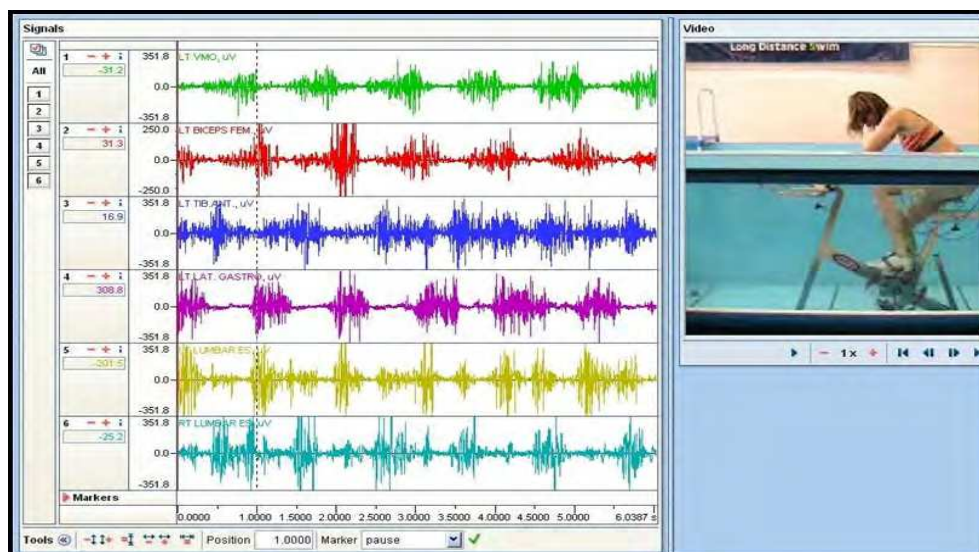 Signals
All
1
2
3
4
5
6
1 − + i
-31.2
351.8
0.0
-351.8
LT VMO, uV
2 − + i
31.3
250.0
0.0
-250.0
LT BICEPS FEM., uV
3 − + i
16.9
351.8
0.0
-351.8
LT TIB.ANT., uV
4 − + i
308.8
351.8
0.0
-351.8
LT LAT. GASTRO, uV
5 − + i
-201.5
351.8
0.0
-351.8
LUMBAR ES, uV
6 − + i
-25.2
351.8
0.0
-351.8
RT LUMBAR ES, uV
Markers
0.0000 1.0000 1.5000 2.0000 2.5000 3.0000 3.5000 4.0000 4.5000 5.0000 6.0387 s
Tools Position 1.0000 Marker pause
Video
Long Distance Swim
− 1x +